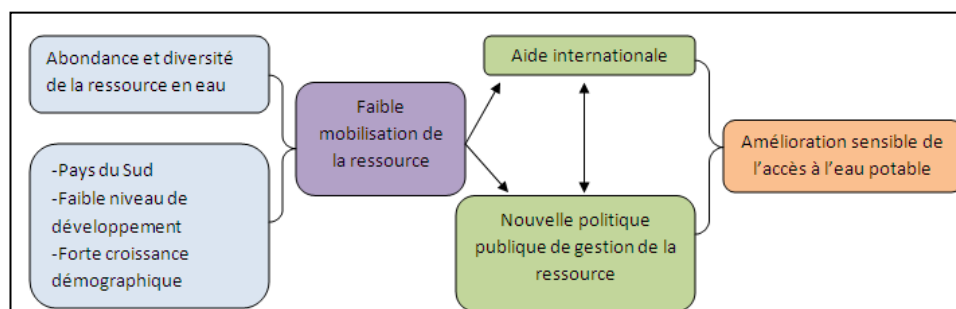 Abondance et diversité
de la ressource en eau
-Pays du Sud
-Faible niveau de
développement
-Forte croissance
démographique
Faible
mobilisation de
la ressource
Aide internationale
Nouvelle politique
publique de gestion de la
ressource
Amélioration sensible de
l'accès à l'eau potable